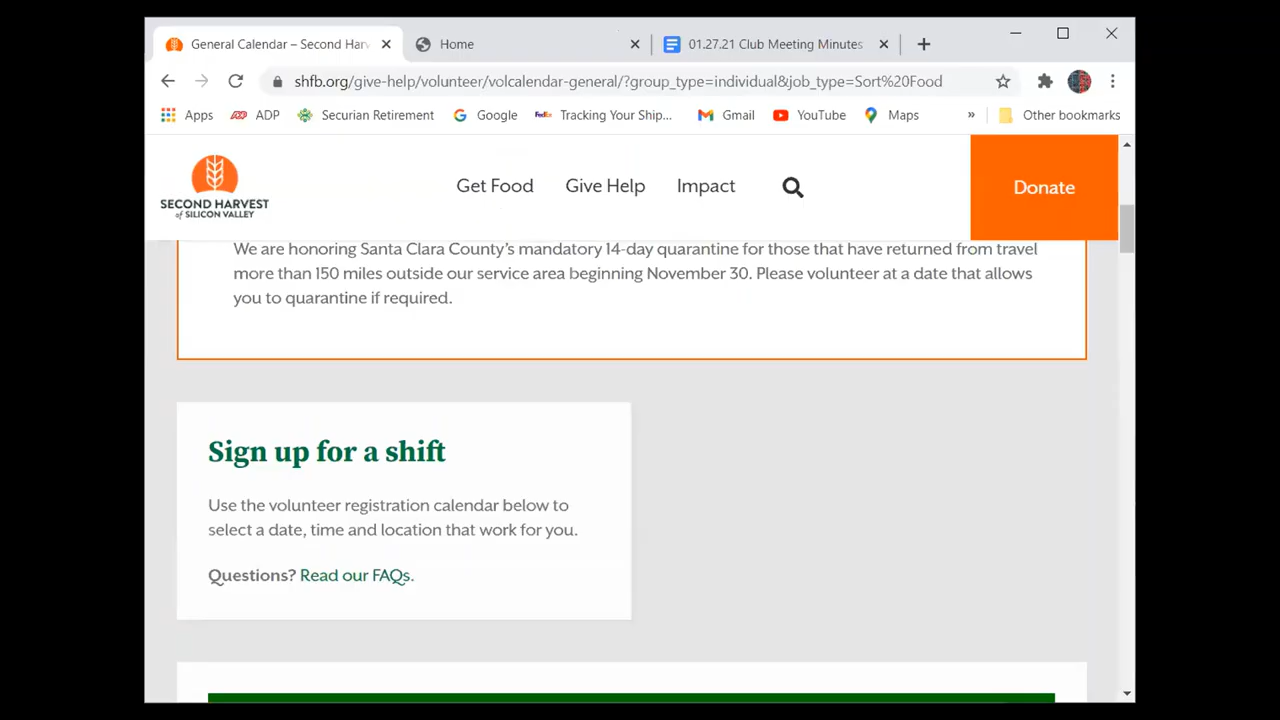 General Calendar – Second Har
Home
01.27.21 Club Meeting Minutes
shfb.org/give-help/volunteer/volcalendar-general/?group_type=individual&job_type=Sort%20Food
Apps
ADP
Securian Retirement
Google
FedEx
Tracking Your Ship...
Gmail
YouTube
Maps
»
Other bookmarks
SECOND HARVEST
of SILICON VALLEY
Get Food
Give Help
Impact
Donate
We are honoring Santa Clara County's mandatory 14-day quarantine for those that have returned from travel
more than 150 miles outside our service area beginning November 30. Please volunteer at a date that allows
you to quarantine if required.
Sign up for a shift
Use the volunteer registration calendar below to
select a date, time and location that work for you.
Questions? Read our FAQs.